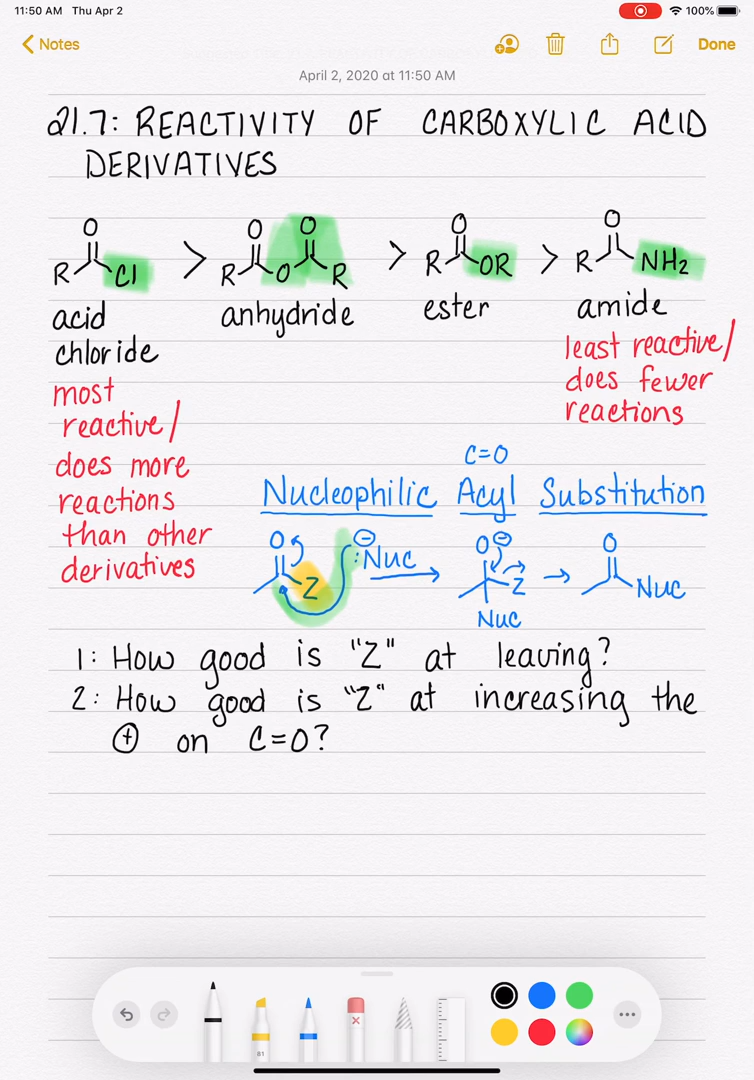 11:50 AM Thu Apr 2
100%
Notes
Done
April 2, 2020 at 11:50 AM
21.7: REACTIVITY OF CARBOXYLIC ACID
DERIVATIVES
O O O O O
R Cl > R O R > R OR > R NH2
acid anhydride ester amide
chloride
least reactive/
does fewer
reactions
most
reactive/
does more
reactions
than other
derivatives
C=O
Nucleophilic Acyl Substitution
O ⊖ O⊖ O
Z :Nuc → Z → Nuc
Nuc
1: How good is "Z" at leaving?
2: How good is "Z" at increasing the
⊕ on C=O?
81